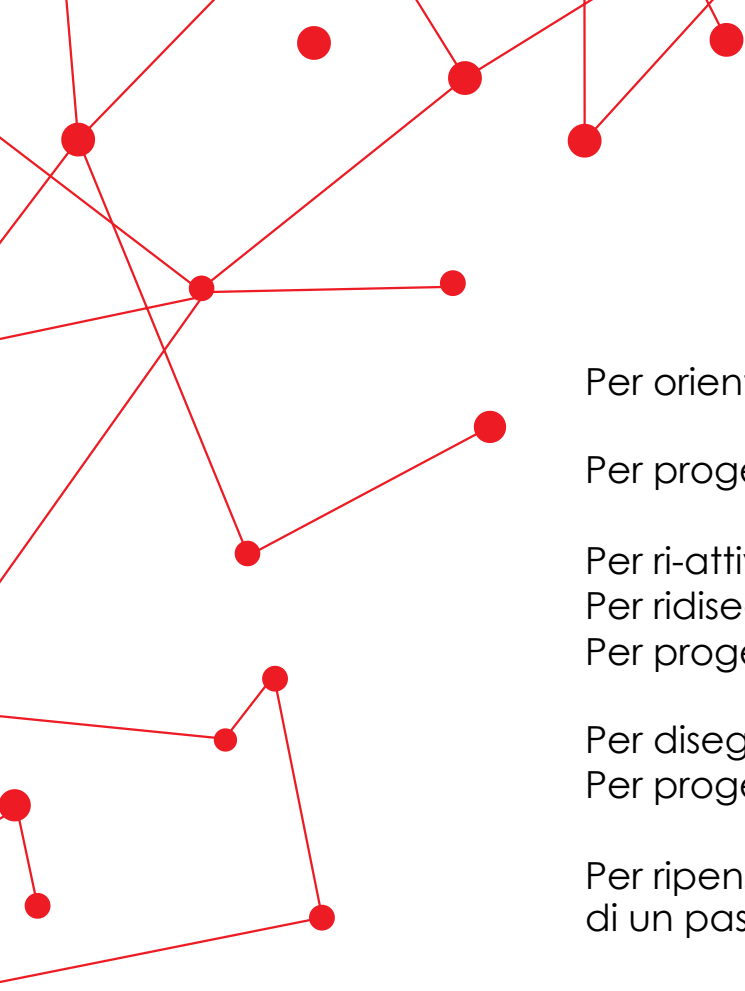 Per orien
Per proge
Per ri-atti
Per ridise
Per proge
Per diseg
Per proge
Per ripen
di un pas